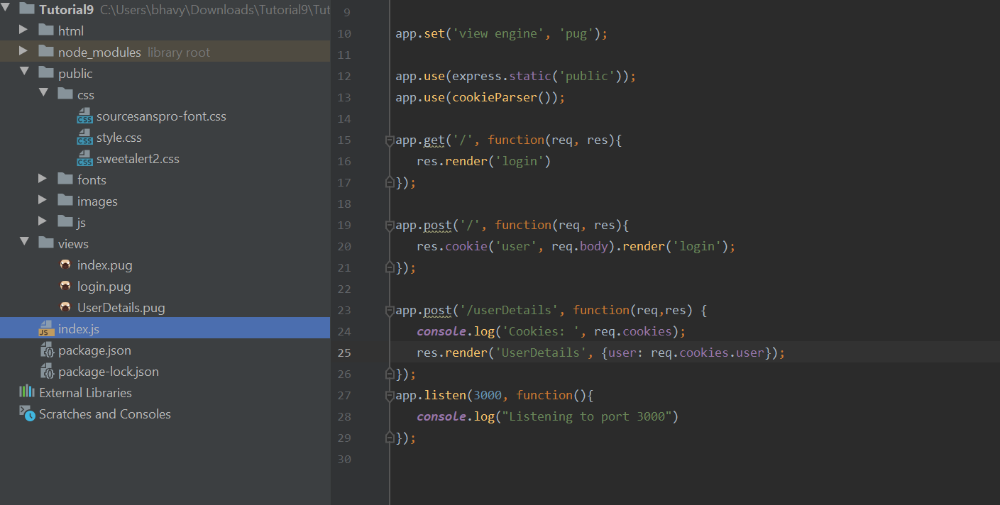 Tutorial9 C:\Users\bhavy\Downloads\Tutorial9\Tut
html
node_modules library root
public
css
sourcesanspro-font.css
style.css
sweetalert2.css
fonts
images
js
views
index.pug
login.pug
UserDetails.pug
index.js
package.json
package-lock.json
External Libraries
Scratches and Consoles
9
10 app.set('view engine', 'pug');
11
12 app.use(express.static('public'));
13 app.use(cookieParser());
14
15 app.get('/', function(req, res){
16 res.render('login')
17 });
18
19 app.post('/', function(req, res){
20 res.cookie('user', req.body).render('login');
21 });
22
23 app.post('/userDetails', function(req,res) {
24 console.log('Cookies: ', req.cookies);
25 res.render('UserDetails', {user: req.cookies.user});
26 });
27 app.listen(3000, function(){
28 console.log("Listening to port 3000")
29 });
30